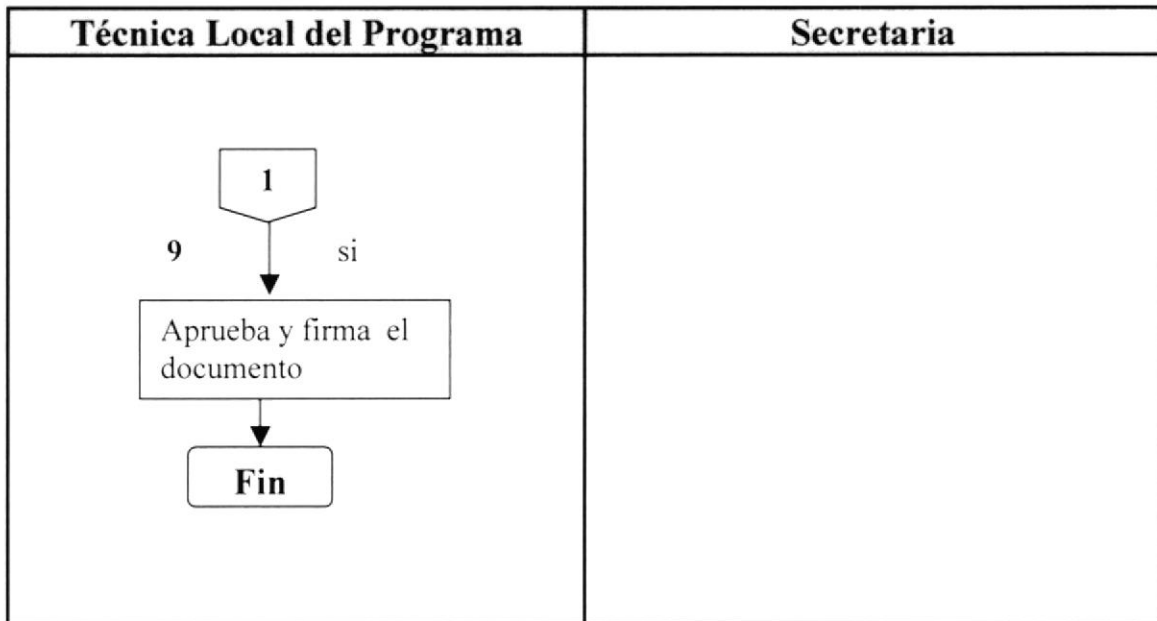 Técnica Local del Programa
Secretaria
1
9 si
Aprueba y firma el
documento
Fin